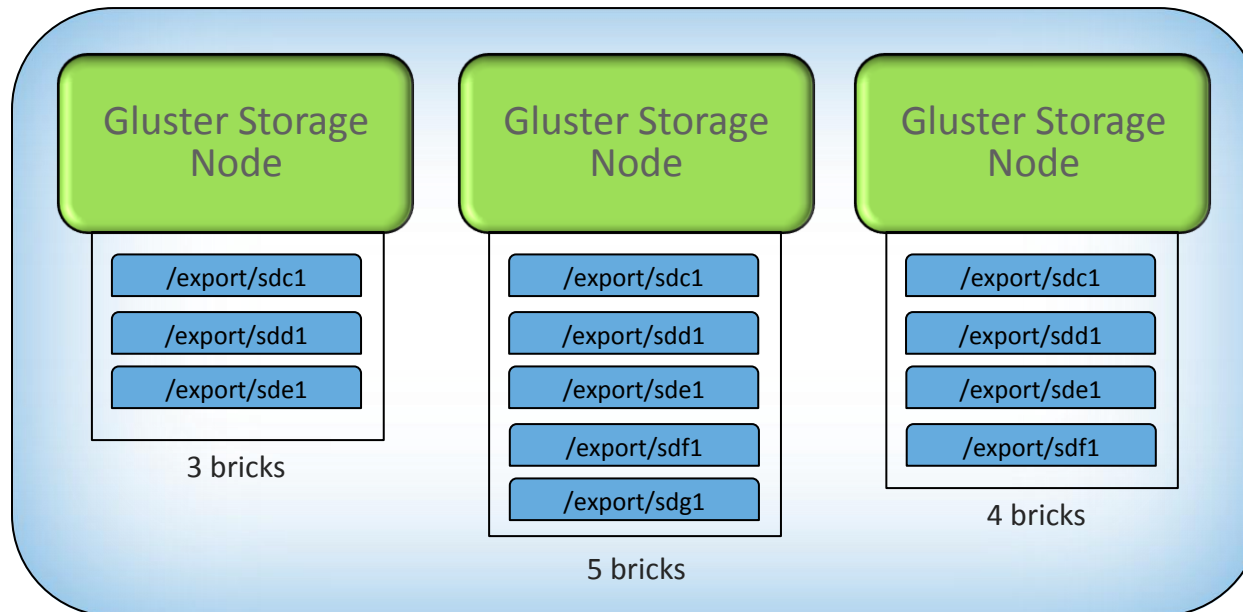 Gluster Storage
Node
/export/sdc1
/export/sdd1
/export/sde1
3 bricks
Gluster Storage
Node
/export/sdc1
/export/sdd1
/export/sde1
/export/sdf1
/export/sdg1
5 bricks
Gluster Storage
Node
/export/sdc1
/export/sdd1
/export/sde1
/export/sdf1
4 bricks